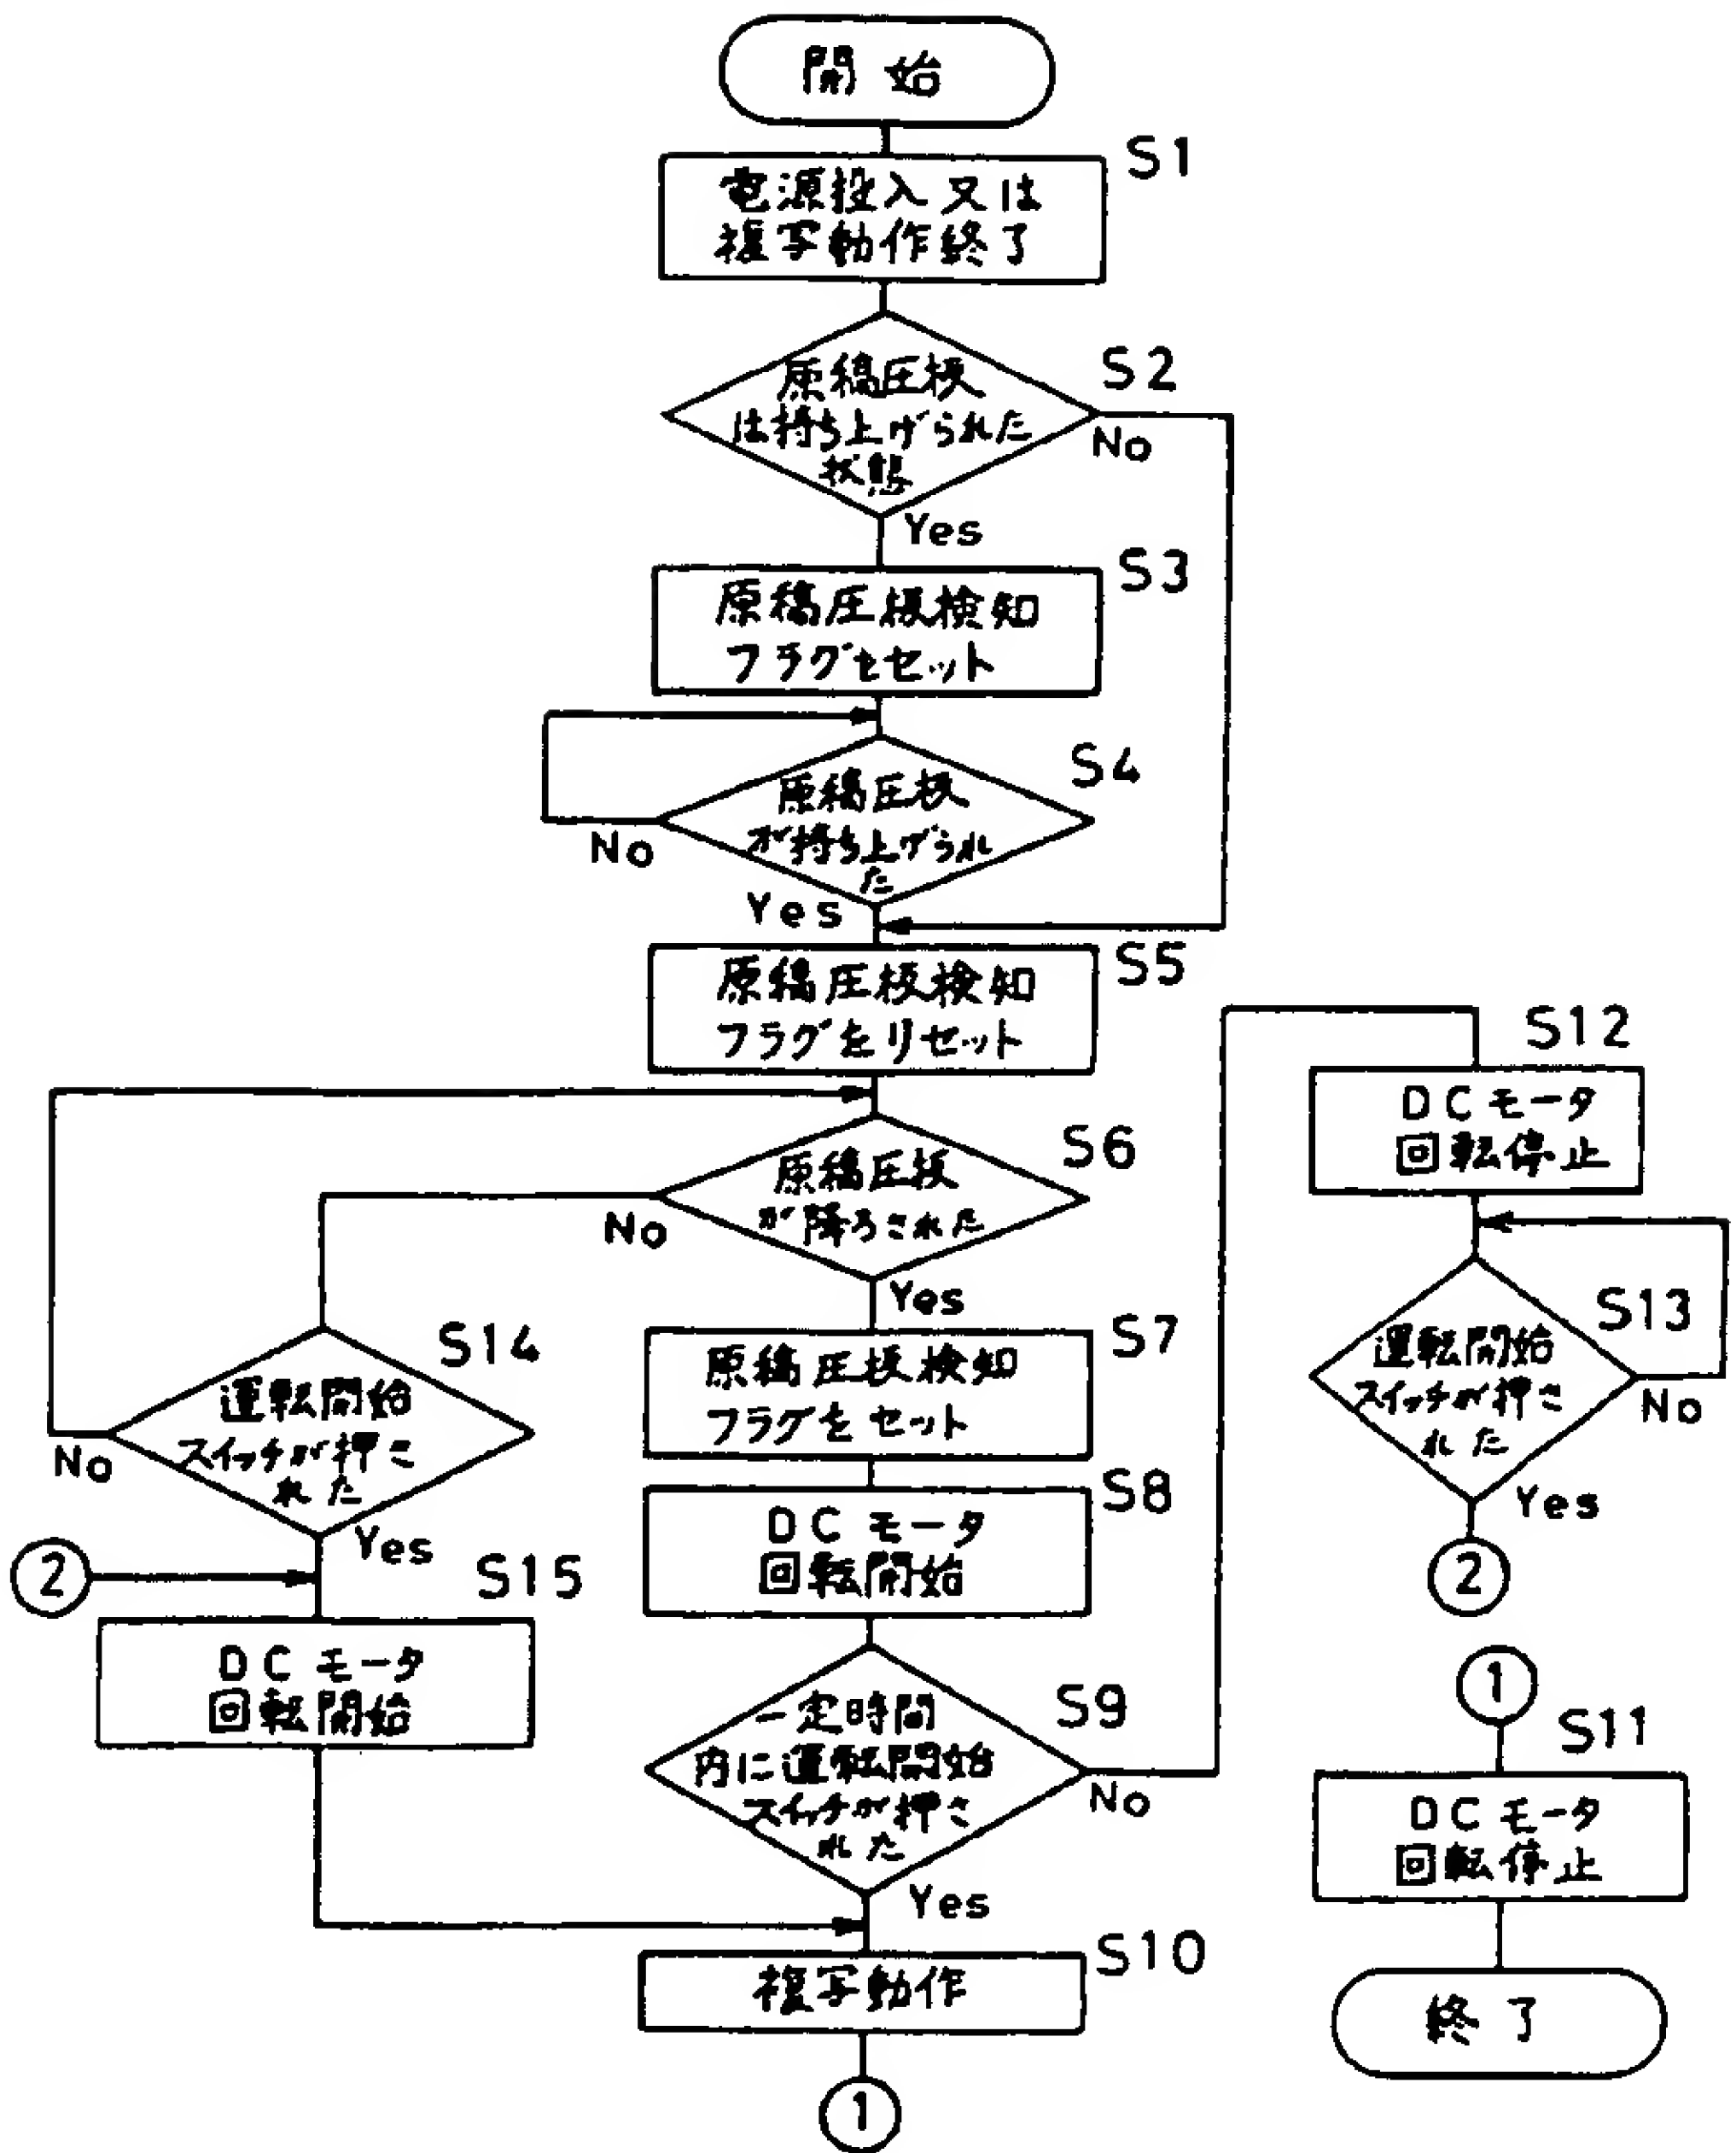 開始
S1
電源投入又は
複写動作終了
S2
原稿圧板
は持ち上げられた
状態
No
Yes
S3
原稿圧板検知
フラグをセット
S4
原稿圧板
が持ち上げられ
た
No
Yes
S5
原稿圧板検知
フラグをリセット
S6
原稿圧板
が降ろされた
No
Yes
S7
原稿圧板検知
フラグをセット
S8
DCモータ
回転開始
S9
一定時間
内に運転開始
スイッチが押さ
れた
No
Yes
S10
複写動作
1
S14
運転開始
スイッチが押さ
れた
No
Yes
2
S15
DCモータ
回転開始
S12
DCモータ
回転停止
S13
運転開始
スイッチが押さ
れた
No
Yes
2
1
S11
DCモータ
回転停止
終了